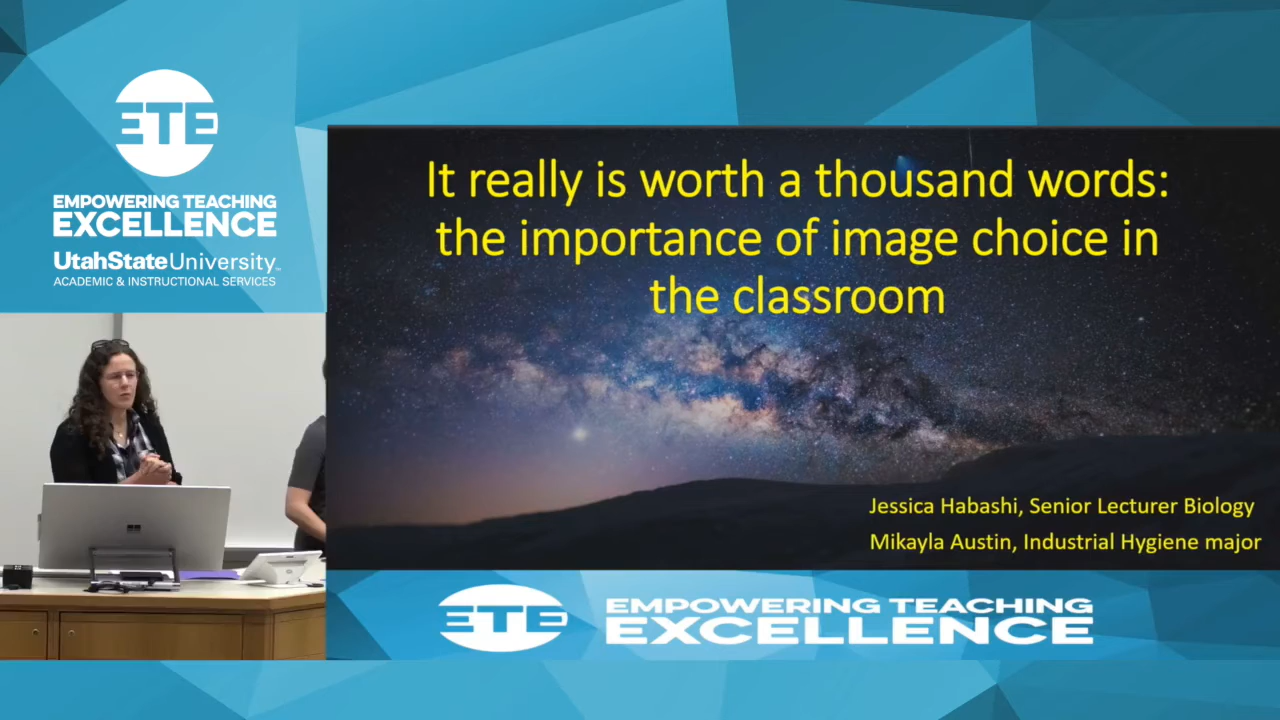 ETE
EMPOWERING TEACHING
EXCELLENCE
UtahStateUniversity
ACADEMIC & INSTRUCTIONAL SERVICES
It really is worth a thousand words:
the importance of image choice in
the classroom
Jessica Habashi, Senior Lecturer Biology
Mikayla Austin, Industrial Hygiene major
ETE
EMPOWERING TEACHING
EXCELLENCE